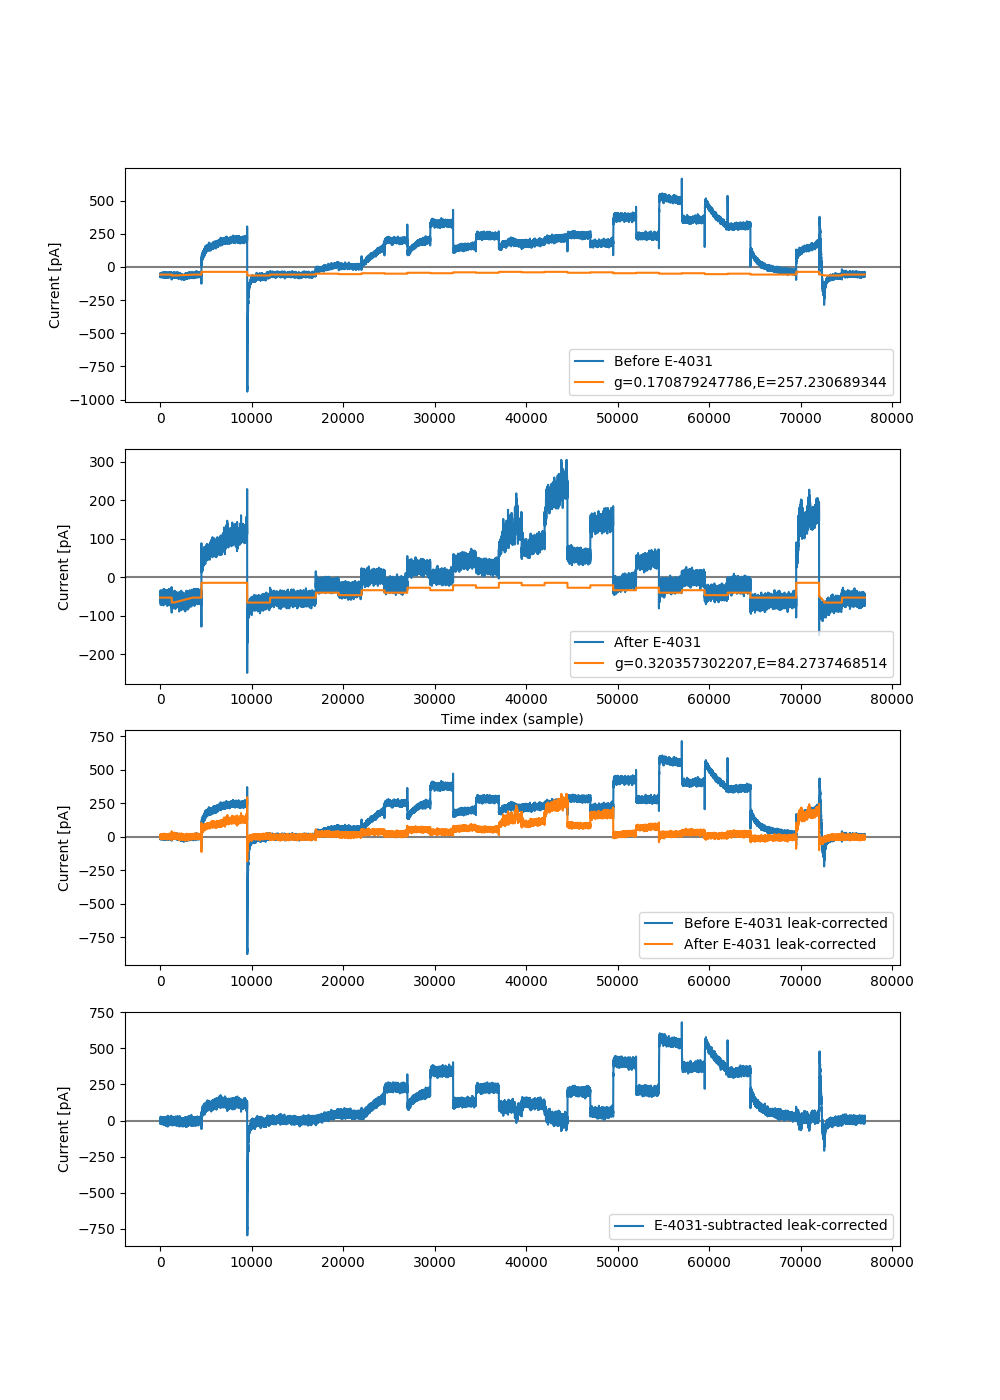 500
250
0
−250
−500
−750
−1000
Current [pA]
Before E-4031
g=0.170879247786,E=257.230689344
0 10000 20000 30000 40000 50000 60000 70000 80000
300
200
100
0
−100
−200
Current [pA]
After E-4031
g=0.320357302207,E=84.2737468514
0 10000 20000 30000 40000 50000 60000 70000 80000
Time index (sample)
750
500
250
0
−250
−500
−750
Current [pA]
Before E-4031 leak-corrected
After E-4031 leak-corrected
0 10000 20000 30000 40000 50000 60000 70000 80000
750
500
250
0
−250
−500
−750
Current [pA]
E-4031-subtracted leak-corrected
0 10000 20000 30000 40000 50000 60000 70000 80000